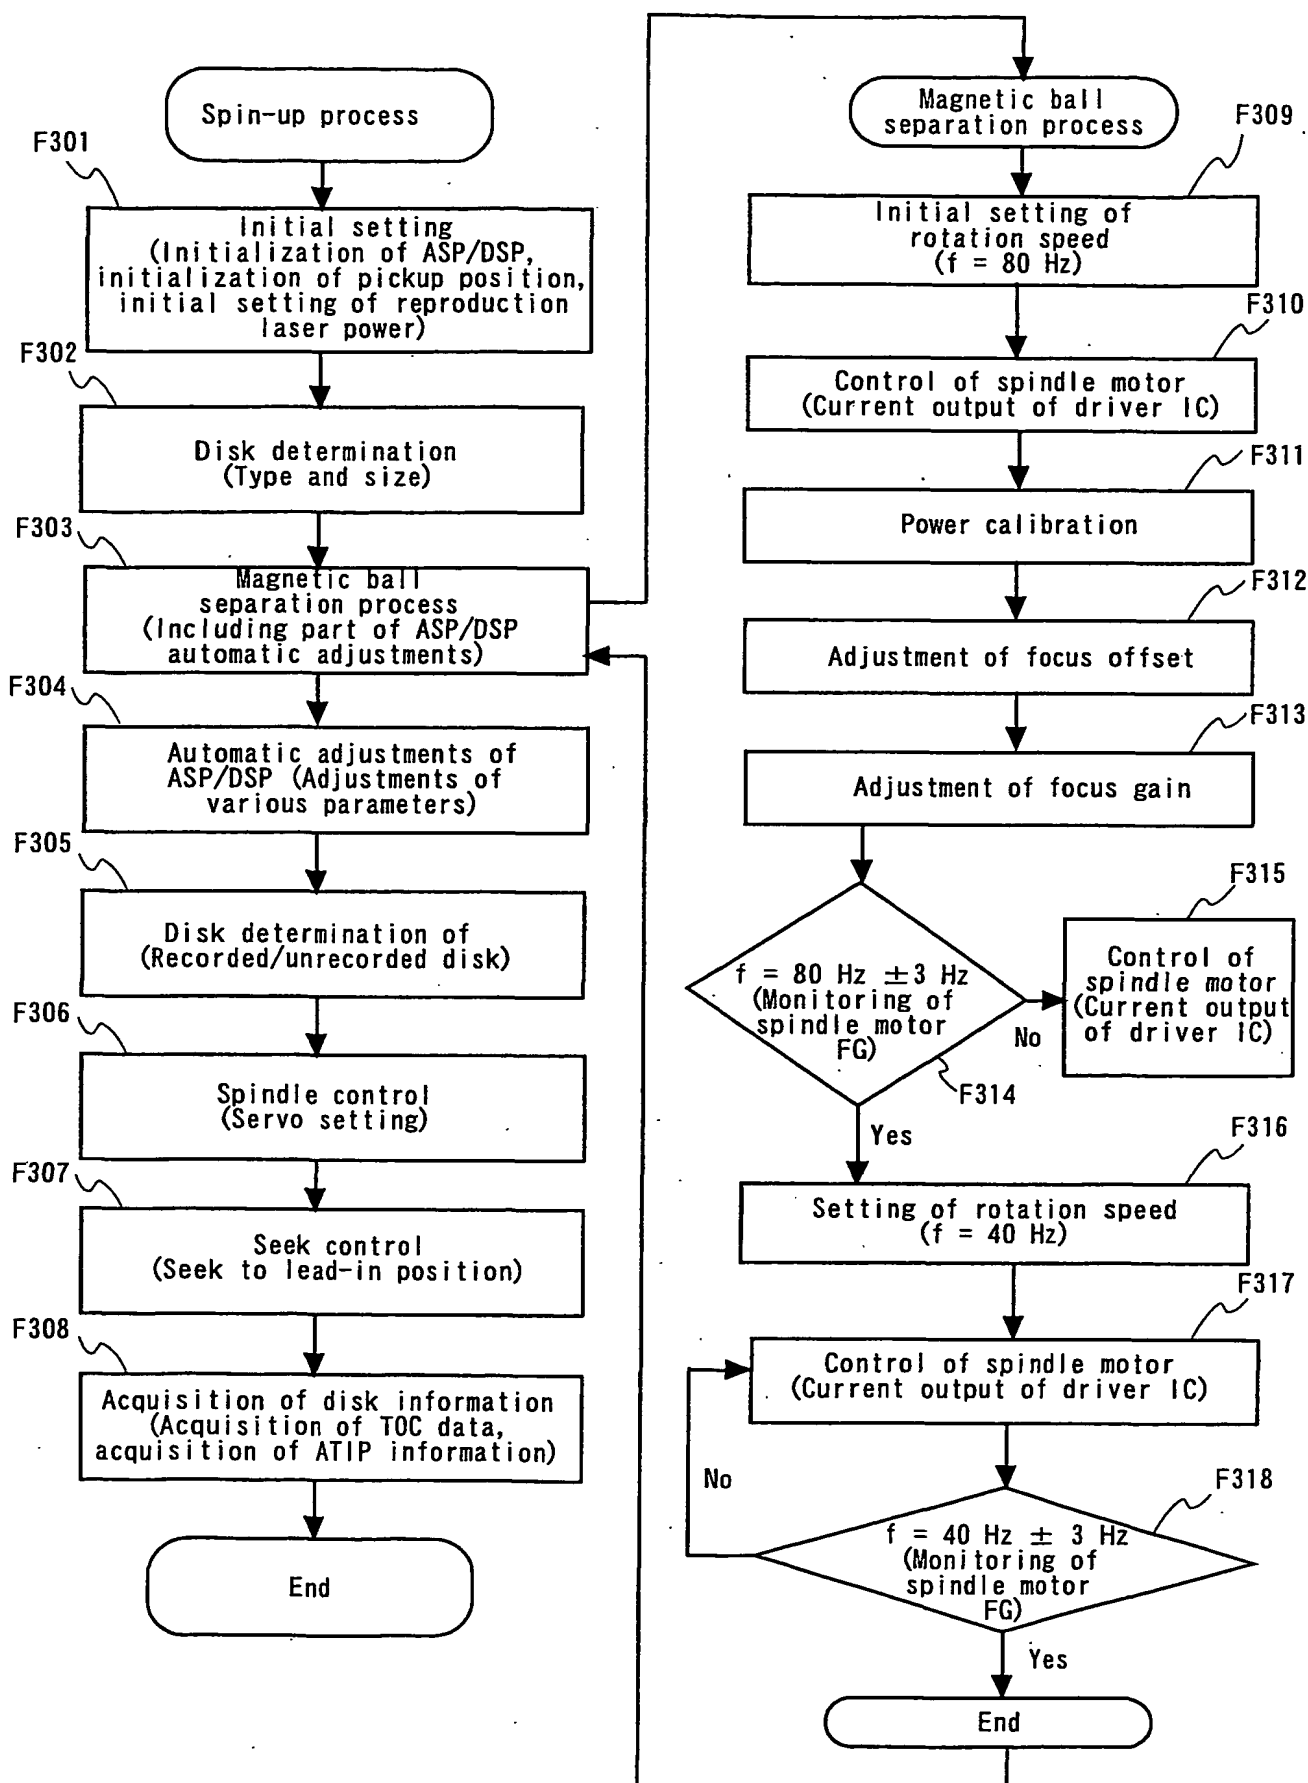 Spin-up process
F301
Initial setting
(Initialization of ASP/DSP,
initialization of pickup position,
initial setting of reproduction
laser power)
F302
Disk determination
(Type and size)
F303
Magnetic ball
separation process
(Including part of ASP/DSP
automatic adjustments)
F304
Automatic adjustments of
ASP/DSP (Adjustments of
various parameters)
F305
Disk determination of
(Recorded/unrecorded disk)
F306
Spindle control
(Servo setting)
F307
Seek control
(Seek to lead-in position)
F308
Acquisition of disk information
(Acquisition of TOC data,
acquisition of ATIP information)
End
Magnetic ball
separation process
F309
Initial setting of
rotation speed
(f = 80 Hz)
F310
Control of spindle motor
(Current output of driver IC)
F311
Power calibration
F312
Adjustment of focus offset
F313
Adjustment of focus gain
F315
f = 80 Hz ±3 Hz
(Monitoring of
spindle motor
FG)
No
Control of
spindle motor
(Current output
of driver IC)
F314
Yes
F316
Setting of rotation speed
(f = 40 Hz)
F317
Control of spindle motor
(Current output of driver IC)
No
F318
f = 40 Hz ± 3 Hz
(Monitoring of
spindle motor
FG)
Yes
End